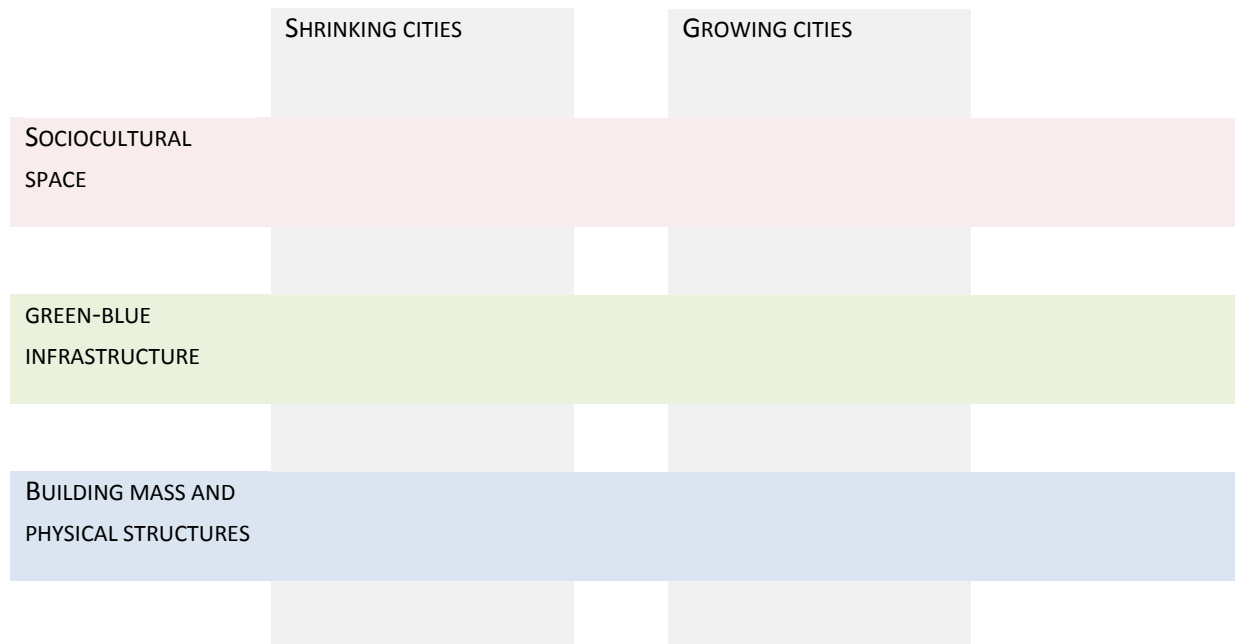 SHRINKING CITIES
GROWING CITIES
SOCIOCULTURAL
SPACE
GREEN-BLUE
INFRASTRUCTURE
BUILDING MASS AND
PHYSICAL STRUCTURES